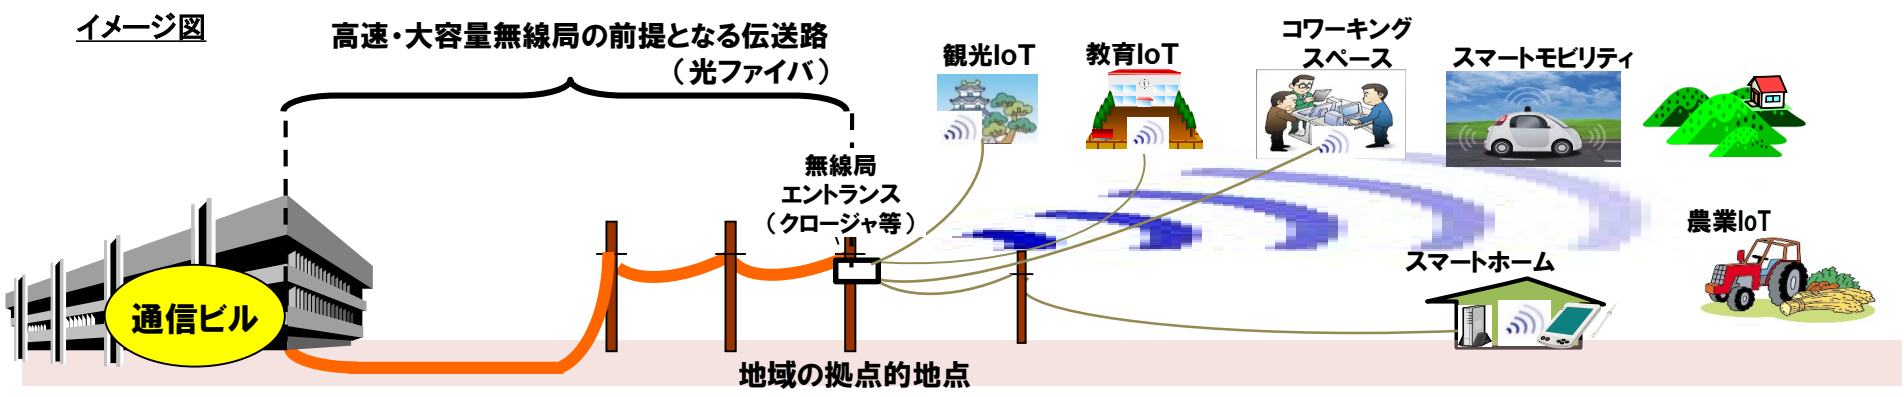 イメージ図
高速・大容量無線局の前提となる伝送路
（光ファイバ）
観光IoT
教育IoT
コワーキング
スペース
スマートモビリティ
無線局
エントランス
（クロージャ等）
農業IoT
スマートホーム
通信ビル
地域の拠点的地点